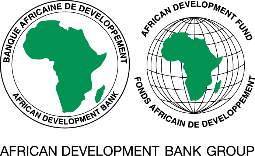 BANQUE AFRICAINE DE DEVELOPPEMENT
AFRICAN DEVELOPMENT BANK
AFRICAN DEVELOPMENT FUND
FONDS AFRICAIN DE DEVELOPPEMENT
AFRICAN DEVELOPMENT BANK GROUP